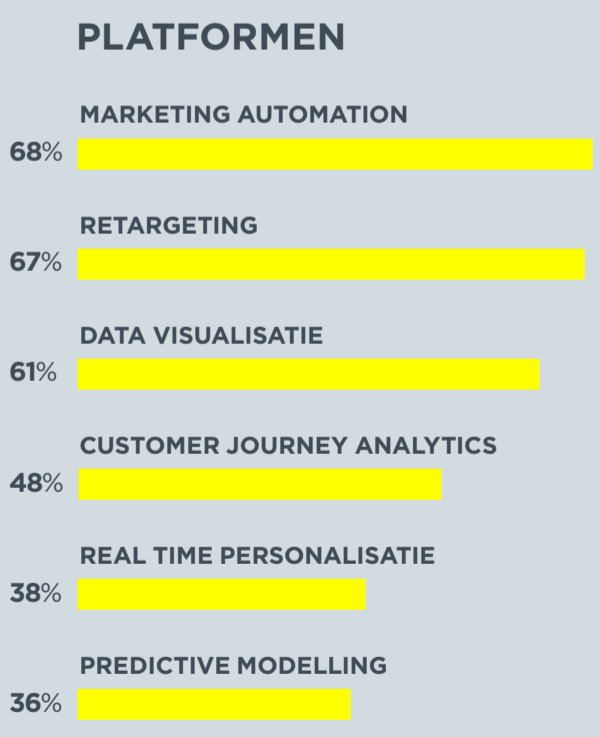 PLATFORMEN
MARKETING AUTOMATION
68%
RETARGETING
67%
DATA VISUALISATIE
61%
CUSTOMER JOURNEY ANALYTICS
48%
REAL TIME PERSONALISATIE
38%
PREDICTIVE MODELLING
36%